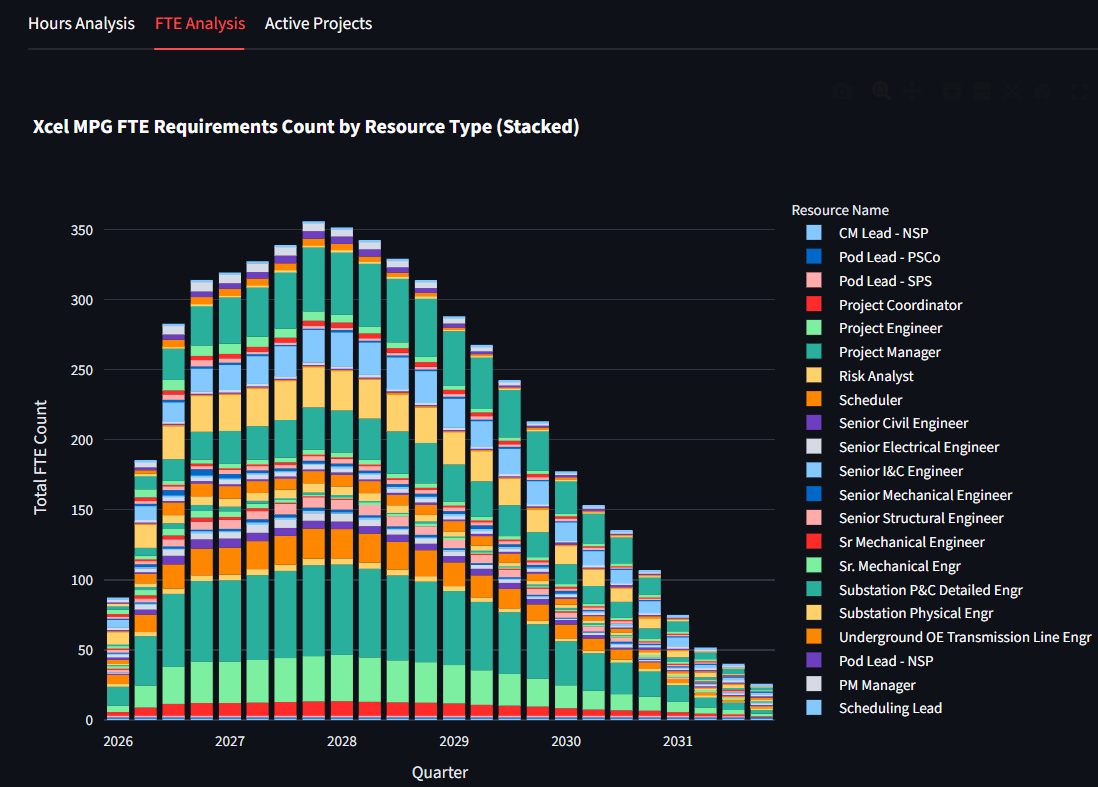 Hours Analysis FTE Analysis Active Projects
Xcel MPG FTE Requirements Count by Resource Type (Stacked)
Resource Name
CM Lead - NSP
Pod Lead - PSCo
Pod Lead - SPS
Project Coordinator
Project Engineer
Project Manager
Risk Analyst
Scheduler
Senior Civil Engineer
Senior Electrical Engineer
Senior I&C Engineer
Senior Mechanical Engineer
Senior Structural Engineer
Sr Mechanical Engineer
Sr. Mechanical Engr
Substation P&C Detailed Engr
Substation Physical Engr
Underground OE Transmission Line Engr
Pod Lead - NSP
PM Manager
Scheduling Lead
Total FTE Count
350
300
250
200
150
100
50
0
2026 2027 2028 2029 2030 2031
Quarter